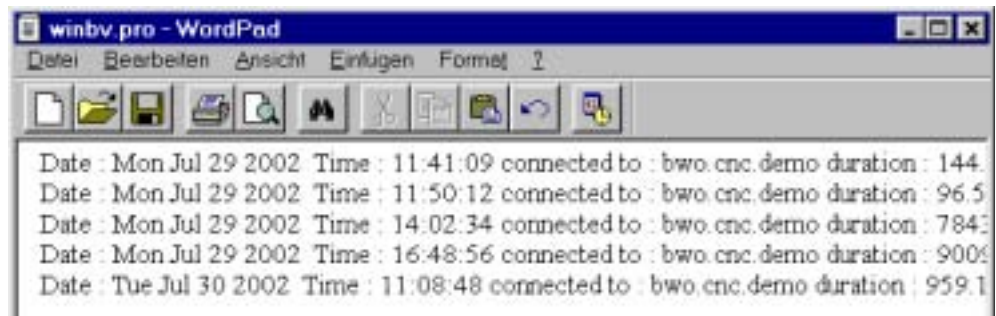 winbv.pro - WordPad
Datei Bearbeiten Ansicht Einfügen Format ?
Date : Mon Jul 29 2002 Time : 11:41:09 connected to : bwo.cnc.demo duration : 144.
Date : Mon Jul 29 2002 Time : 11:50:12 connected to : bwo.cnc.demo duration : 96.5
Date : Mon Jul 29 2002 Time : 14:02:34 connected to : bwo.cnc.demo duration : 784
Date : Mon Jul 29 2002 Time : 16:48:56 connected to : bwo.cnc.demo duration : 900
Date : Tue Jul 30 2002 Time : 11:08:48 connected to : bwo.cnc.demo duration : 959.1